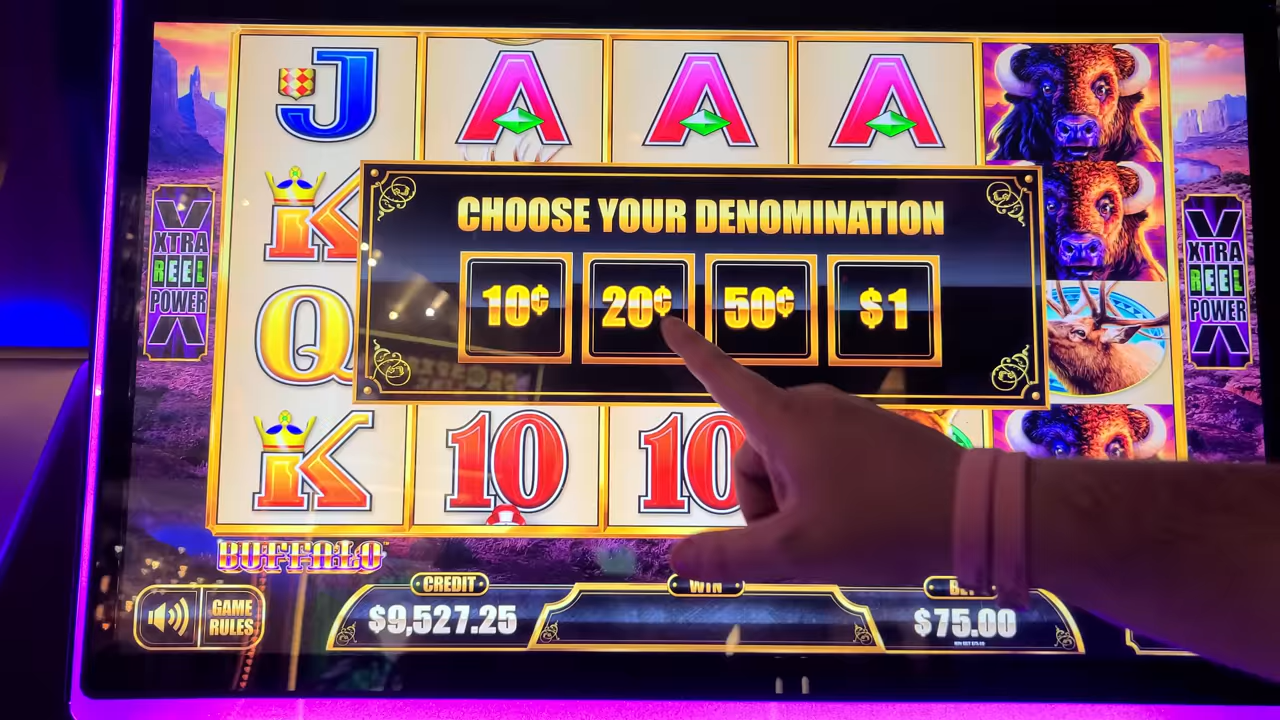 J
A
A
A
K
CHOOSE YOUR DENOMINATION
10¢
20¢
50¢
$1
XTRA
REEL
POWER
XTRA
REEL
POWER
Q
K
10
10
BUFFALO
GAME
RULES
CREDIT
$9,527.25
WIN
$75.00